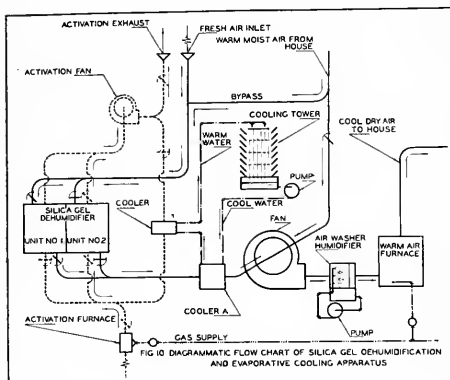 ACTIVATION EXHAUST
FRESH AIR INLET
WARM MOIST AIR FROM
HOUSE
ACTIVATION FAN
BYPASS
COOLING TOWER
COOL DRY AIR
TO HOUSE
WARM
WATER
PUMP
COOLER
COOL WATER
FAN
SILICA GEL
DEHUMIDIFIER
UNIT NO 1
UNIT NO 2
AIR WASHER
HUMIDIFIER
WARM AIR
FURNACE
COOLER A
ACTIVATION FURNACE
PUMP
GAS SUPPLY
FIG 10 DIAGRAMMATIC FLOW CHART OF SILICA GEL DEHUMIDIFICATION
AND EVAPORATIVE COOLING APPARATUS